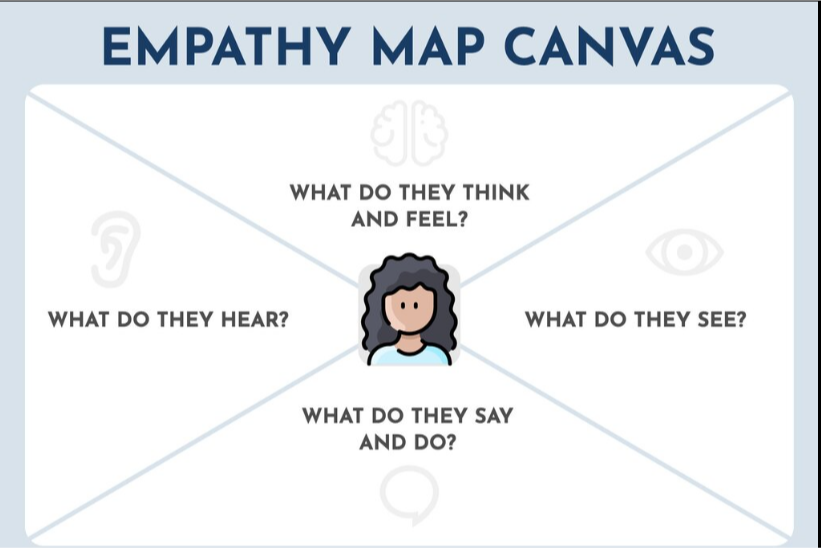 EMPATHY MAP CANVAS
WHAT DO THEY THINK
AND FEEL?
WHAT DO THEY HEAR?
WHAT DO THEY SEE?
WHAT DO THEY SAY
AND DO?